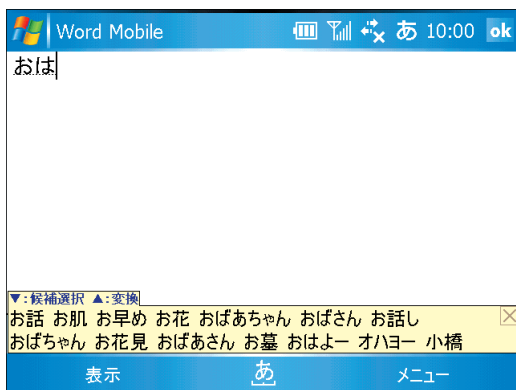 Word Mobile あ 10:00 ok
おは
▼:候補選択 ▲:変換
お話 お肌 お早め お花 おばあちゃん おばさん お話し
おばちゃん お花見 おばあさん お墓 おはよー オハヨー 小橋
表示 あ メニュー